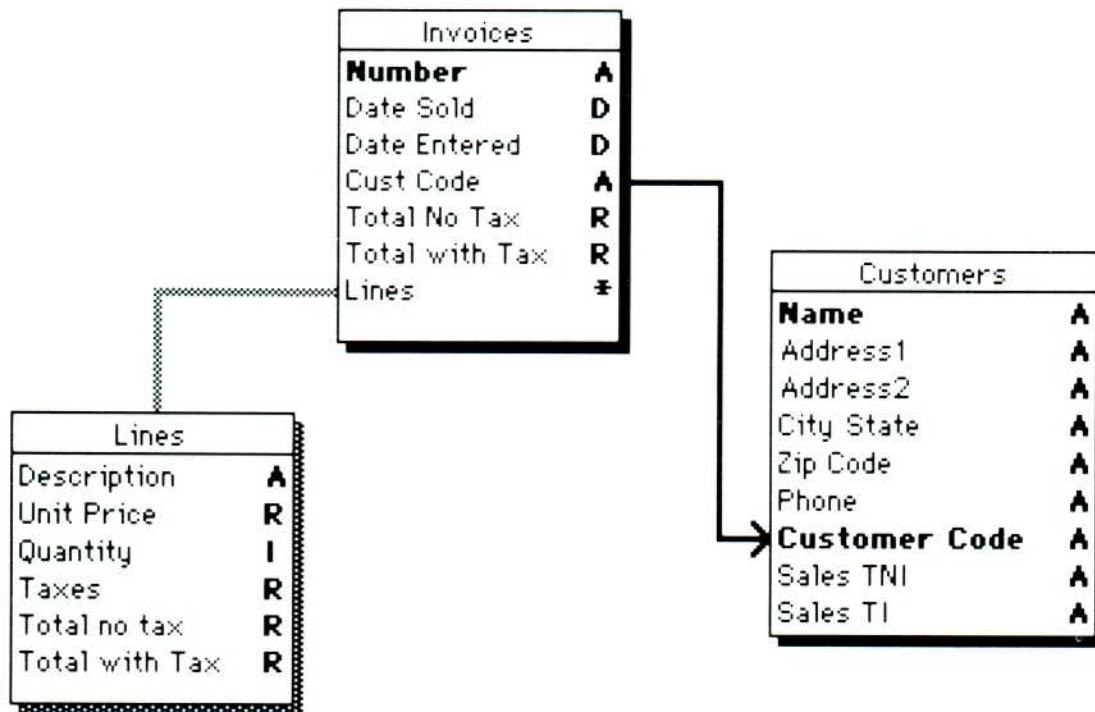 Invoices
Number A
Date Sold D
Date Entered D
Cust Code A
Total No Tax R
Total with Tax R
Lines *
Customers
Name A
Address1 A
Address2 A
City State A
Zip Code A
Phone A
Customer Code A
Sales TNI A
Sales TI A
Lines
Description A
Unit Price R
Quantity I
Taxes R
Total no tax R
Total with Tax R